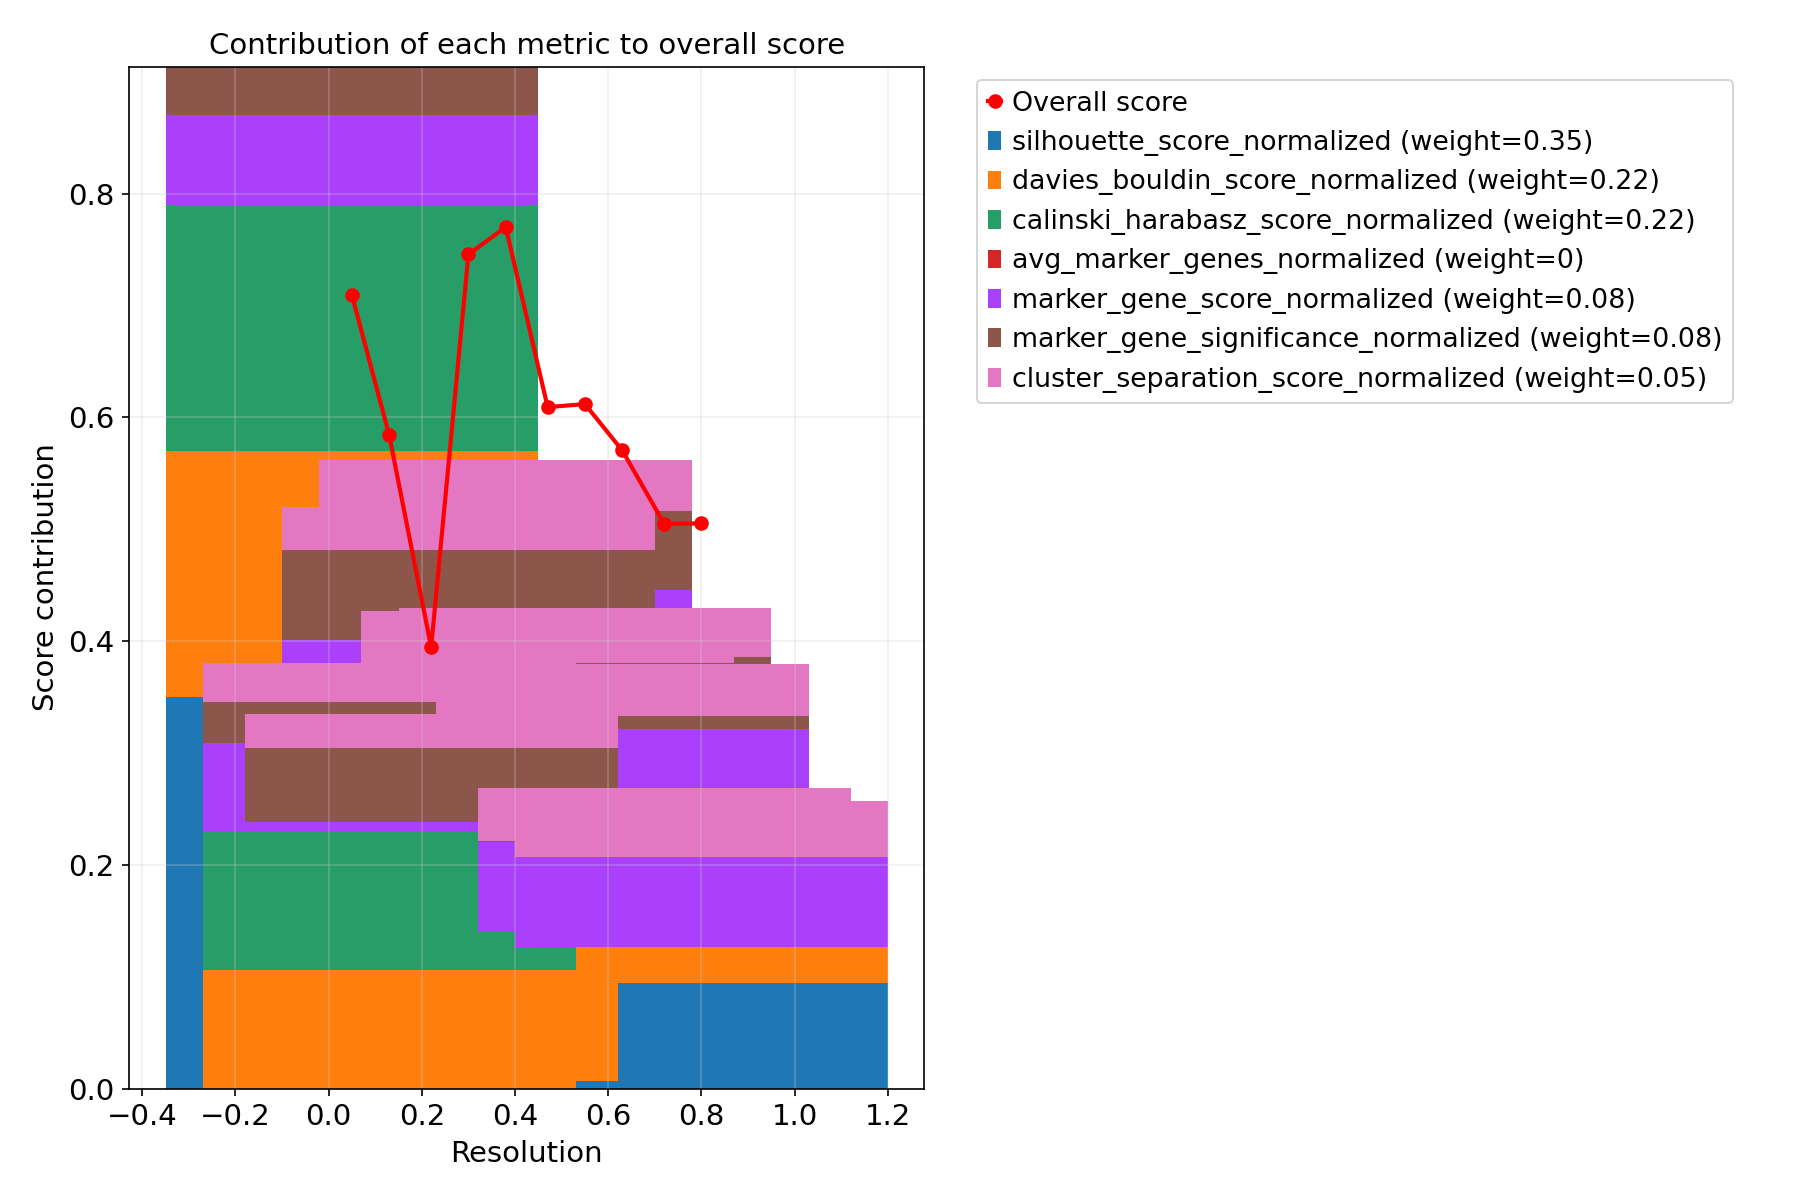 Contribution of each metric to overall score
Score contribution
0.8
0.6
0.4
0.2
0.0
−0.4 −0.2 0.0 0.2 0.4 0.6 0.8 1.0 1.2
Resolution
Overall score
silhouette_score_normalized (weight=0.35)
davies_bouldin_score_normalized (weight=0.22)
calinski_harabasz_score_normalized (weight=0.22)
avg_marker_genes_normalized (weight=0)
marker_gene_score_normalized (weight=0.08)
marker_gene_significance_normalized (weight=0.08)
cluster_separation_score_normalized (weight=0.05)